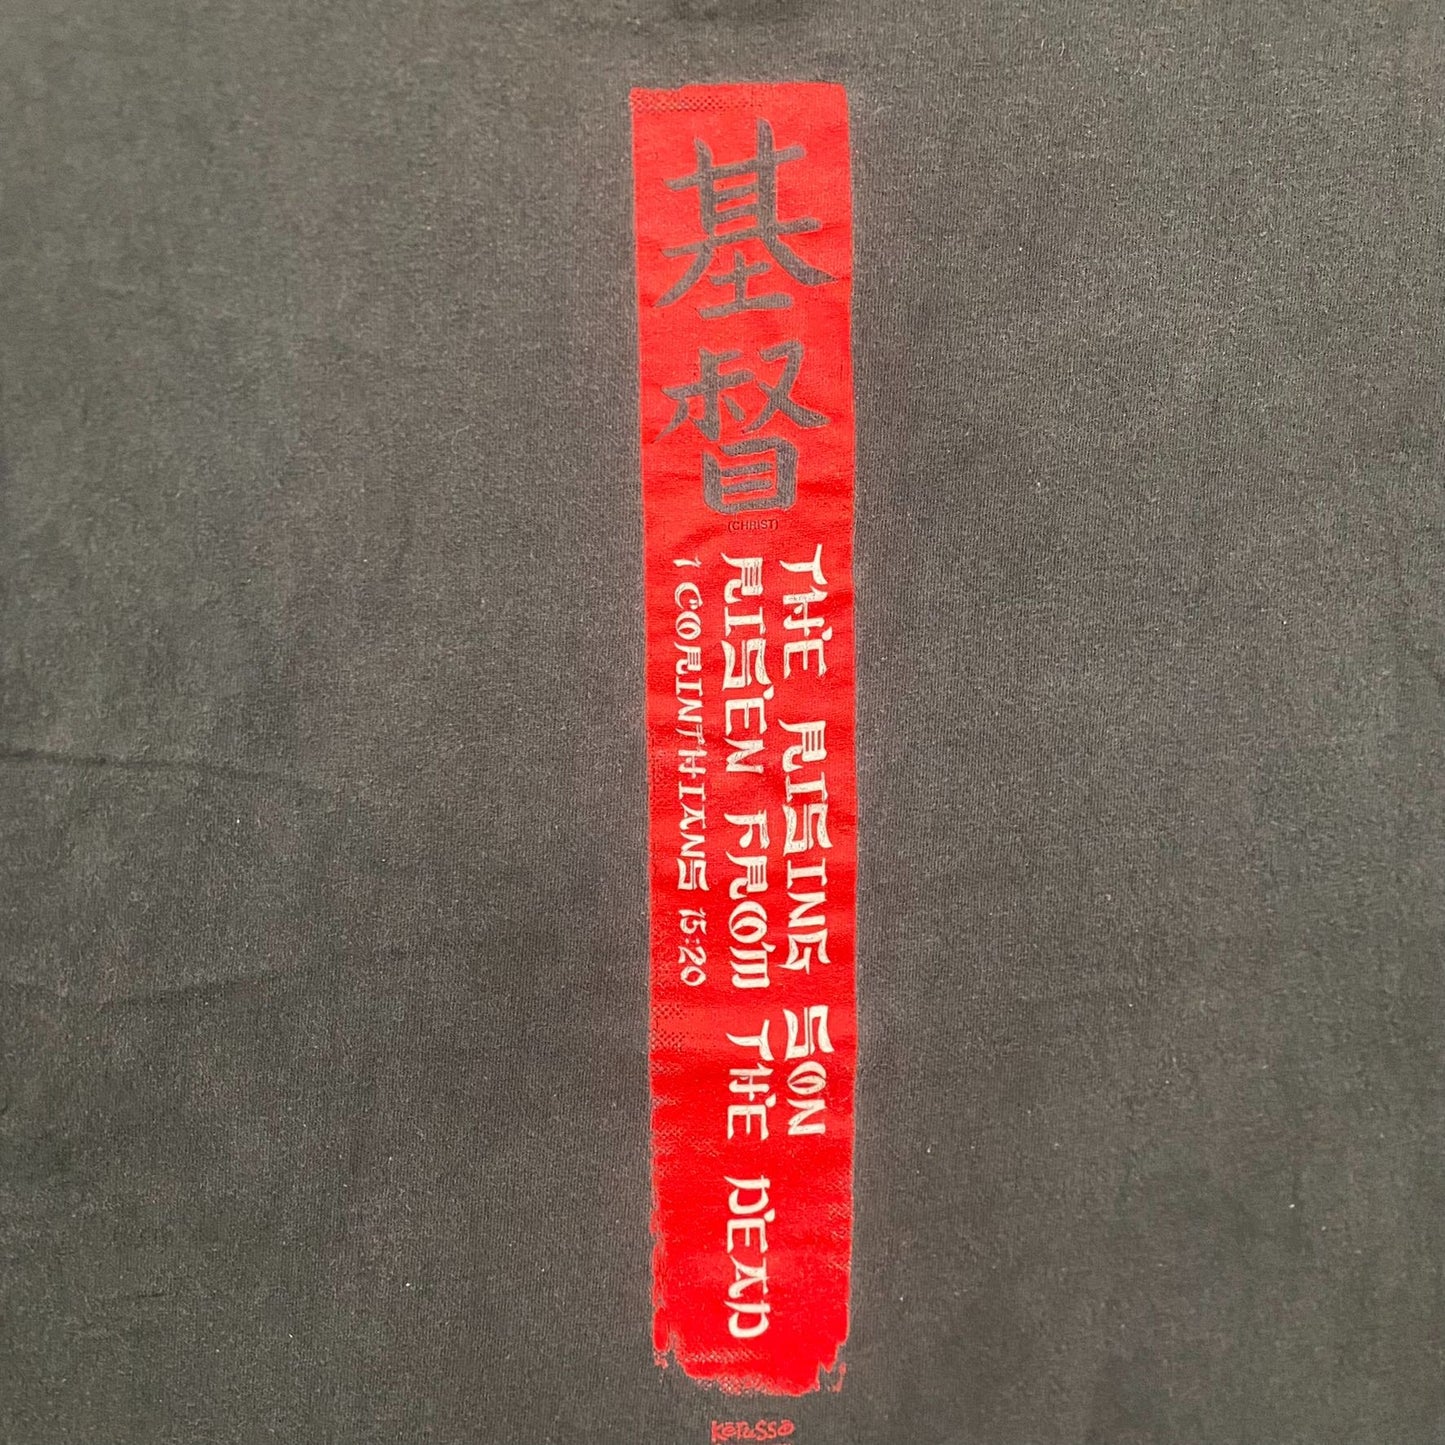 基督
(CHRIST)
THE RISING SON
RISEN FROM THE DEAD
1 CORINTHIANS 15:20
Kerusso